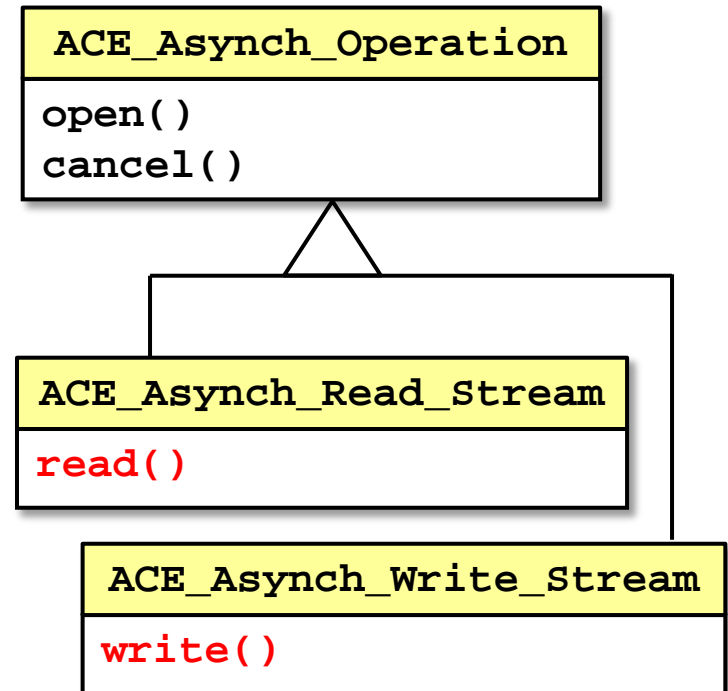 ACE_Asynch_Operation
open()
cancel()
ACE_Asynch_Read_Stream
read()
ACE_Asynch_Write_Stream
write()